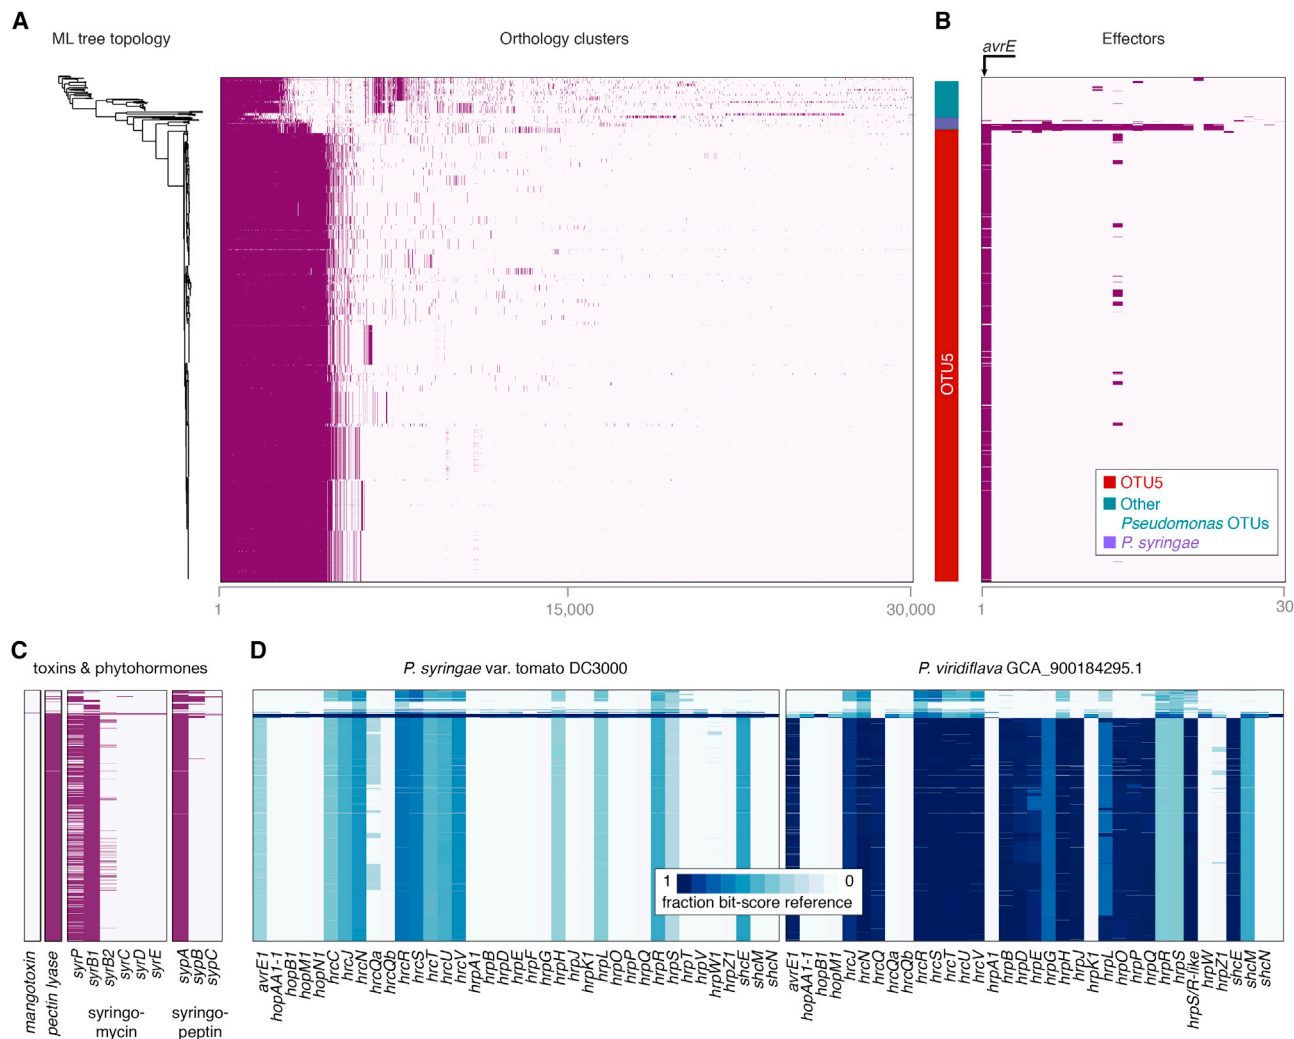 A
ML tree topology
Orthology clusters
B
avrE
Effectors
OTU5
OTU5
Other
Pseudomonas OTUs
P. syringae
1
15,000
30,000
1
30
C
toxins & phytohormones
D
P. syringae var. tomato DC3000
P. viridiflava GCA_900184295.1
1
0
fraction bit-score reference
mangotoxin
pectin lyase
syrP
syrB1
syrB2
syrC
syrD
syrE
sypA
sypB
sypC
syringo-
mycin
syringo-
peptin
avrE1
hopAA1-1
hopB1
hopM1
hopN1
hrcC
hrcJ
hrcN
hrcQa
hrcQb
hrcR
hrcS
hrcT
hrcU
hrcV
hrpA1
hrpB
hrpD
hrpE
hrpF
hrpG
hrpH
hrpJ
hrpK1
hrpL
hrpO
hrpP
hrpQ
hrpR
hrpS
hrpT
hrpV
hrpW1
hrpZ1
shcE
shcM
shcN
avrE1
hopAA1-1
hopB1
hopM1
hrcJ
hrcN
hrcQ
hrcQa
hrcQb
hrcR
hrcS
hrcT
hrcU
hrcV
hrpA1
hrpB
hrpD
hrpE
hrpG
hrpH
hrpJ
hrpK1
hrpL
hrpO
hrpP
hrpQ
hrpR
hrpS
hrpS/R-like
hrpW
hrpZ1
shcE
shcM
shcN